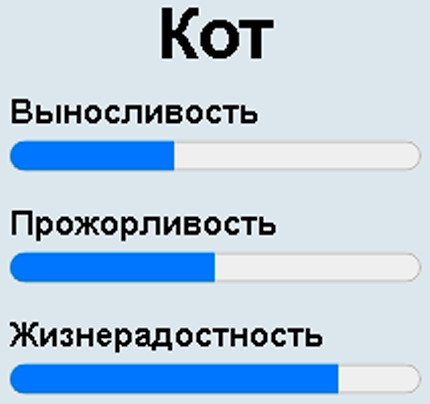 Кот
Выносливость
Прожорливость
Жизнерадостность